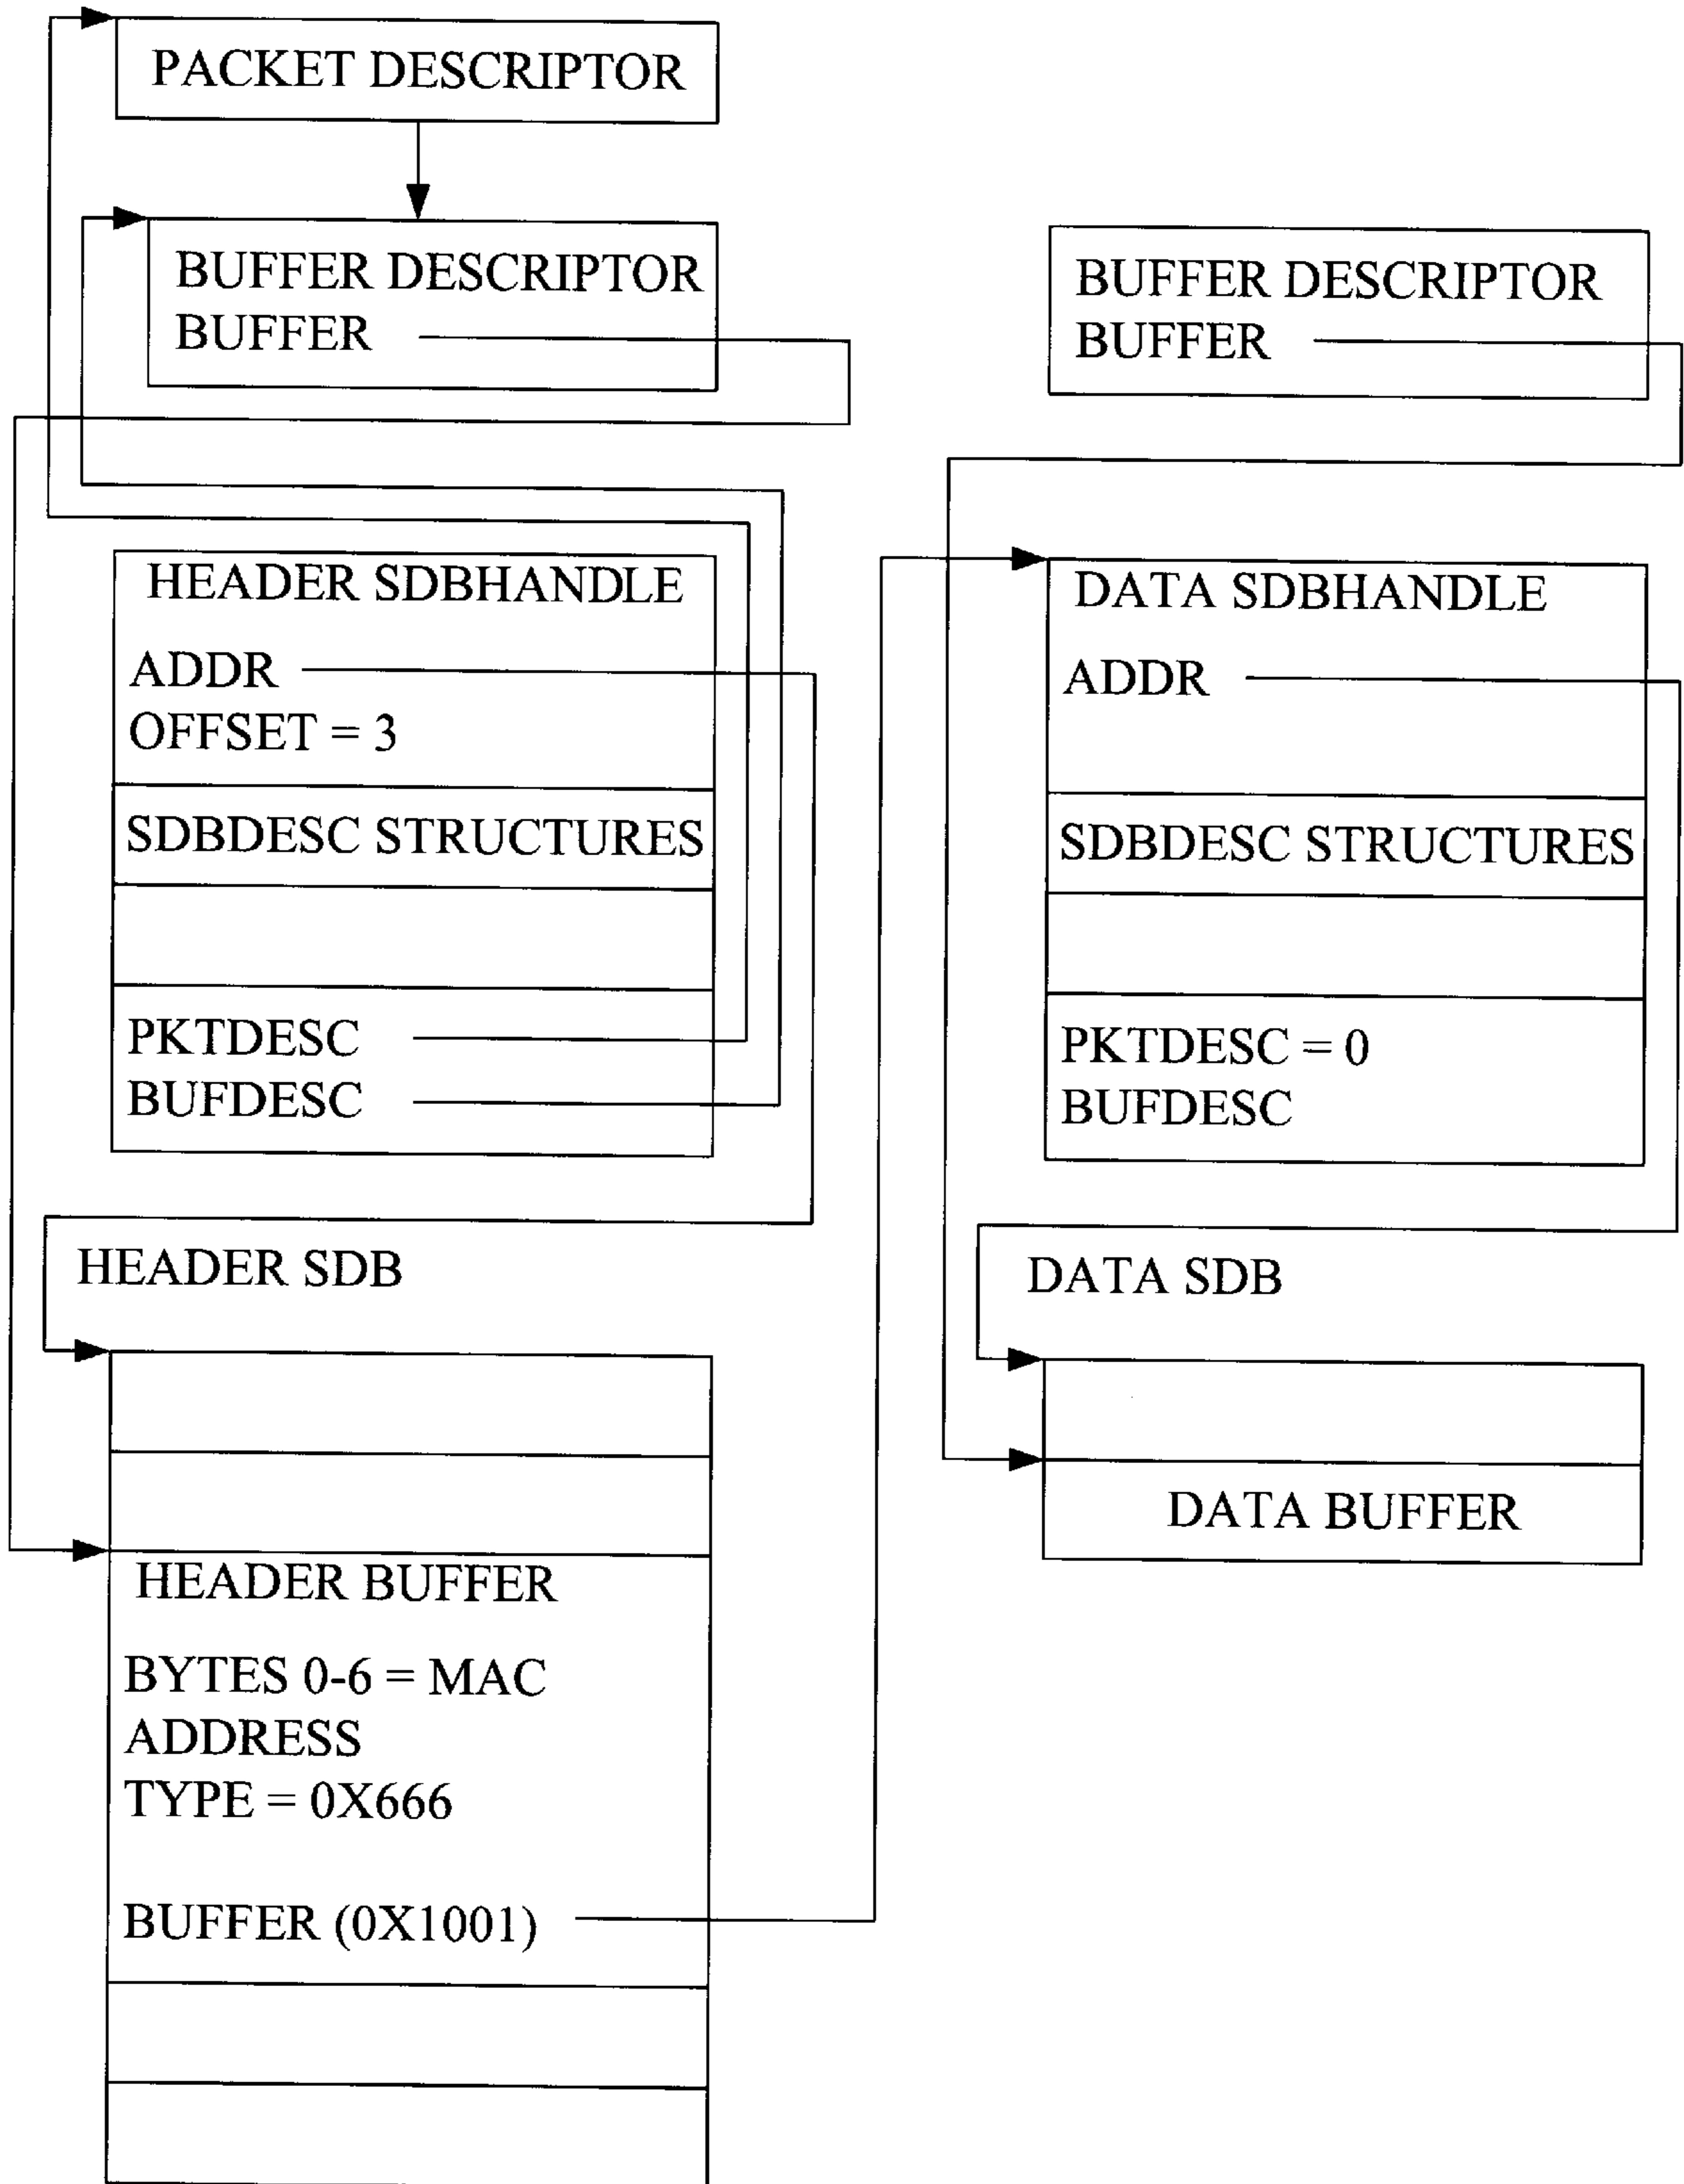 PACKET DESCRIPTOR
BUFFER DESCRIPTOR
BUFFER
BUFFER DESCRIPTOR
BUFFER
HEADER SDBHANDLE
ADDR
OFFSET = 3
SDBDESC STRUCTURES
PKTDESC
BUFDESC
DATA SDBHANDLE
ADDR
SDBDESC STRUCTURES
PKTDESC = 0
BUFDESC
HEADER SDB
HEADER BUFFER
BYTES 0-6 = MAC
ADDRESS
TYPE = 0X666
BUFFER (0X1001)
DATA SDB
DATA BUFFER